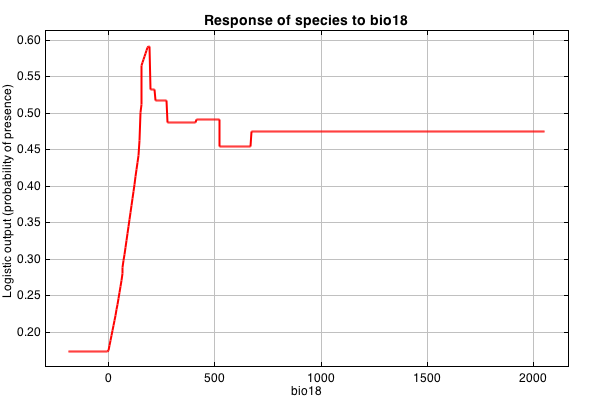 Response of species to bio18
Logistic output (probability of presence)
0.60
0.55
0.50
0.45
0.40
0.35
0.30
0.25
0.20
0 500 1000 1500 2000
bio18